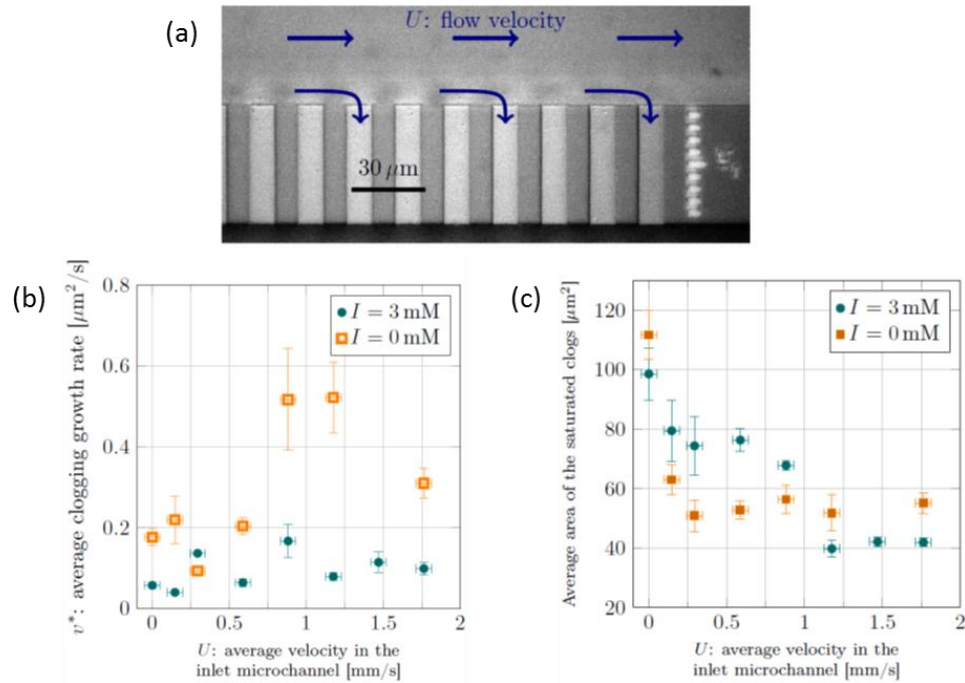 (a)
U: flow velocity
30 μm
(b)
v*: average clogging growth rate [μm²/s]
0.8
0.6
0.4
0.2
0
I = 3 mM
I = 0 mM
0 0.5 1 1.5 2
U: average velocity in the
inlet microchannel [mm/s]
(c)
Average area of the saturated clogs [μm²]
120
100
80
60
40
20
I = 3 mM
I = 0 mM
0 0.5 1 1.5 2
U: average velocity in the
inlet microchannel [mm/s]